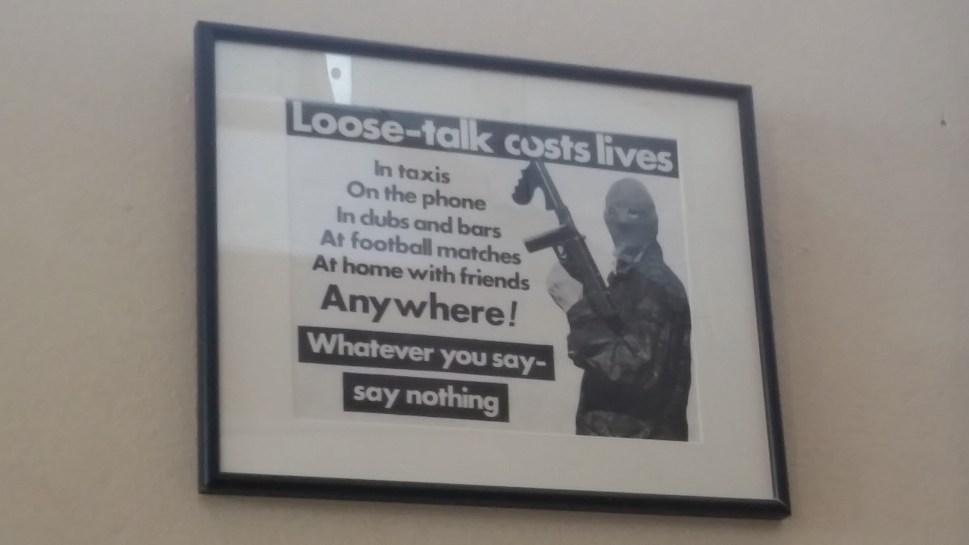 Loose-talk costs lives
In taxis
On the phone
In clubs and bars
At football matches
At home with friends
Anywhere!
Whatever you say-
say nothing